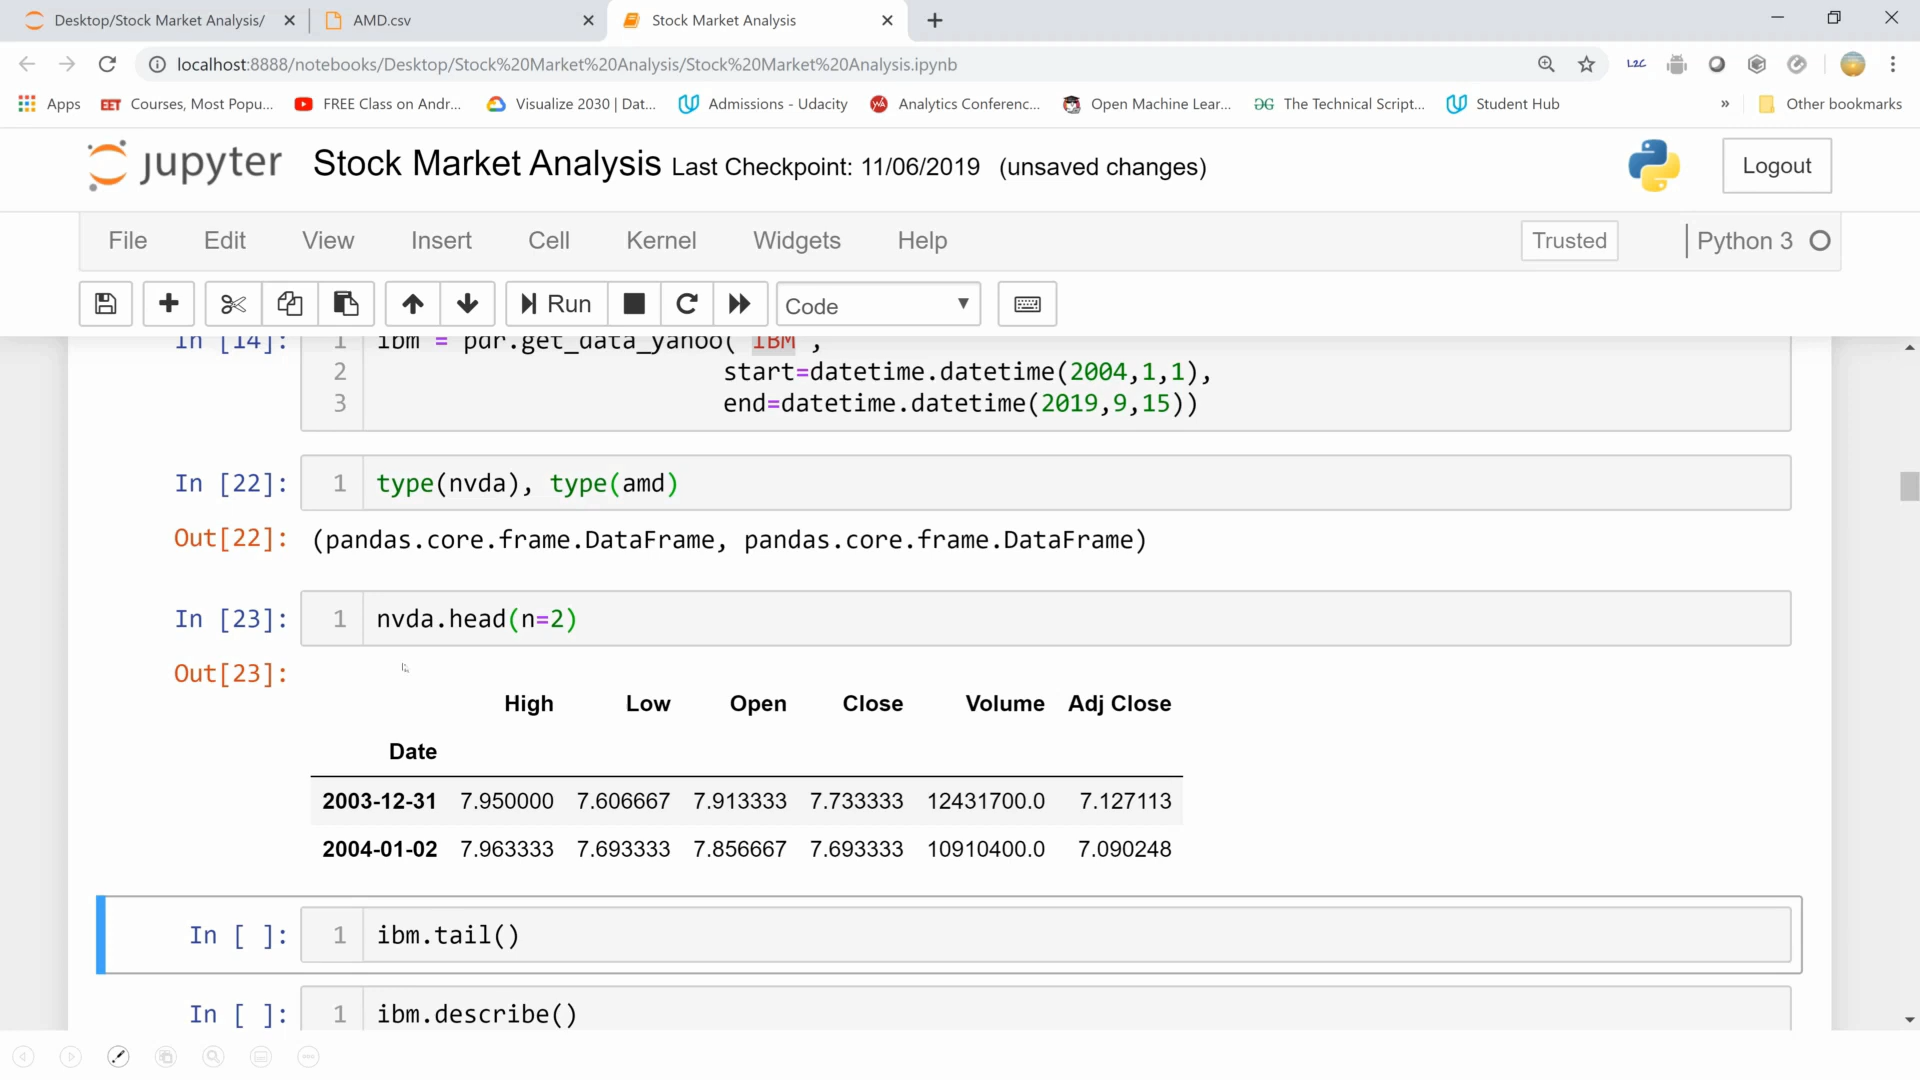 Desktop/Stock Market Analysis/
AMD.csv
Stock Market Analysis
localhost:8888/notebooks/Desktop/Stock%20Market%20Analysis/Stock%20Market%20Analysis.ipynb
Apps
Courses, Most Popu...
FREE Class on Andr...
Visualize 2030 | Dat...
Admissions - Udacity
Analytics Conferenc...
Open Machine Lear...
The Technical Script...
Student Hub
»
Other bookmarks
jupyter Stock Market Analysis Last Checkpoint: 11/06/2019 (unsaved changes)
Logout
File Edit View Insert Cell Kernel Widgets Help Trusted Python 3
Run Code
In [14]: 1 ibm = pdr.get_data_yahoo('IBM',
2 start=datetime.datetime(2004,1,1),
3 end=datetime.datetime(2019,9,15))
In [22]: 1 type(nvda), type(amd)
Out[22]: (pandas.core.frame.DataFrame, pandas.core.frame.DataFrame)
In [23]: 1 nvda.head(n=2)
Out[23]:
High Low Open Close Volume Adj Close
Date
2003-12-31 7.950000 7.606667 7.913333 7.733333 12431700.0 7.127113
2004-01-02 7.963333 7.693333 7.856667 7.693333 10910400.0 7.090248
In [ ]: 1 ibm.tail()
In [ ]: 1 ibm.describe()